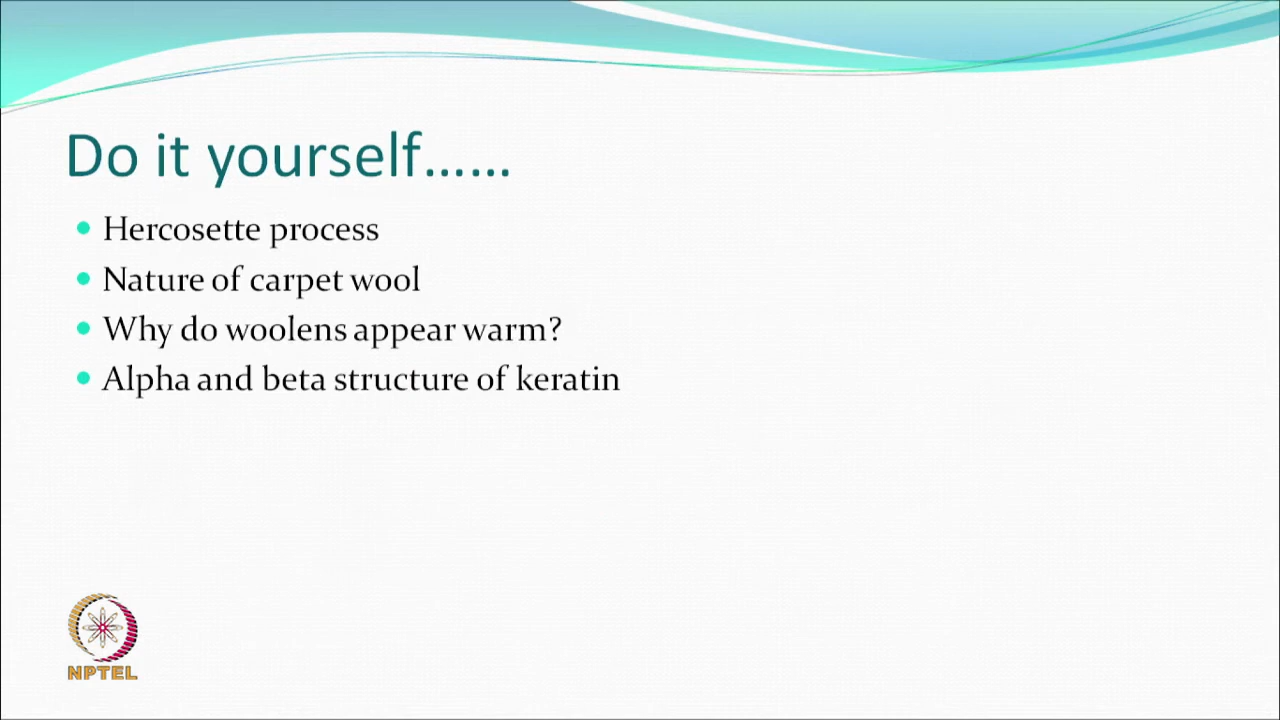 Do it yourself......
Hercosette process
Nature of carpet wool
Why do woolens appear warm?
Alpha and beta structure of keratin
NPTEL